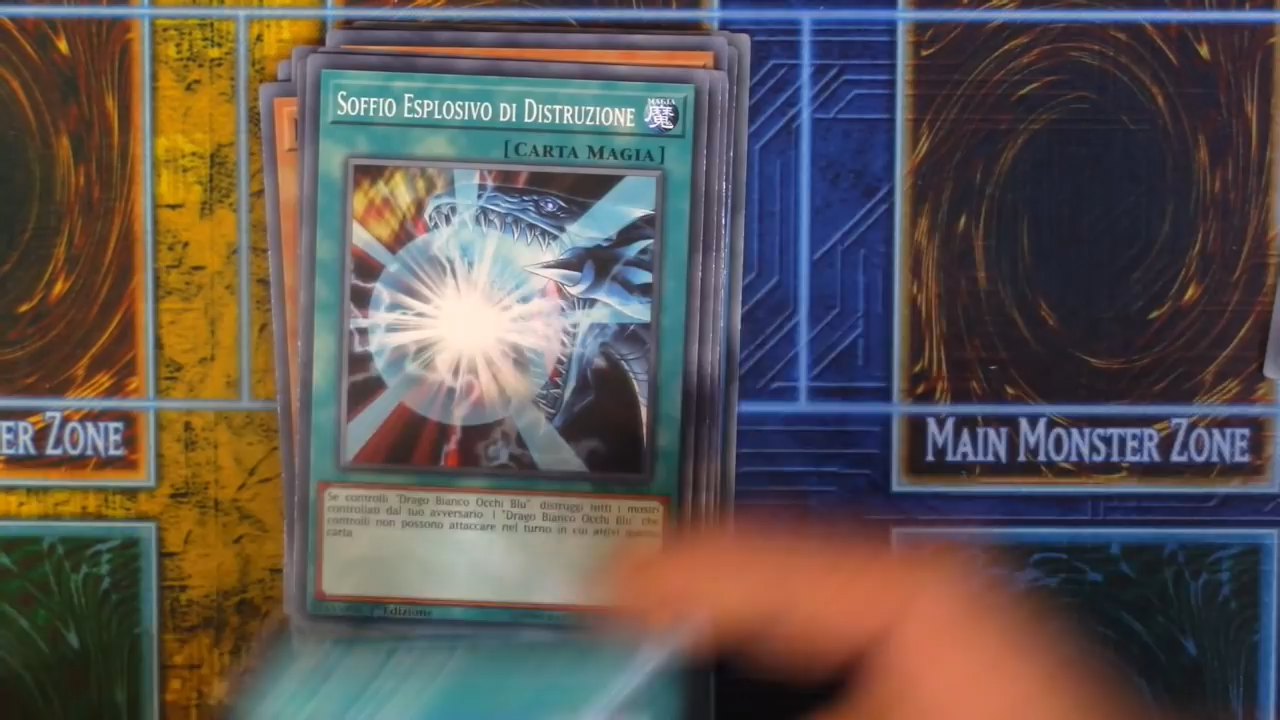 SOFFIO ESPLOSIVO DI DISTRUZIONE
MAGIA
魔
[CARTA MAGIA]
Se controlli "Drago Bianco Occhi Blu" distruggi tutti i mostri
controllati dal tuo avversario. I "Drago Bianco Occhi Blu" che
controlli non possono attaccare nel turno in cui attivi questa
carta
Edizione
ER ZONE
MAIN MONSTER ZONE